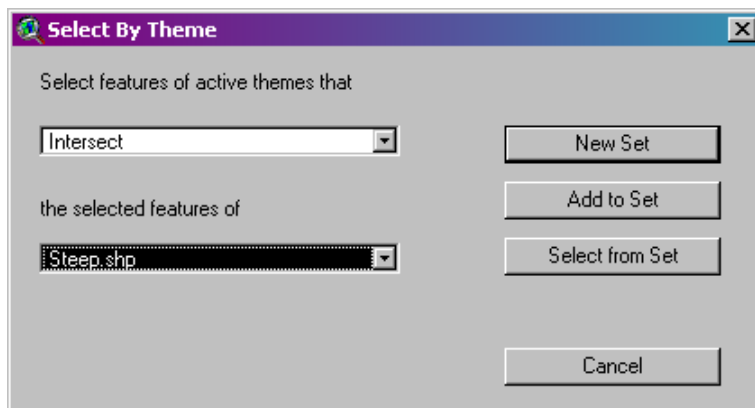 Select By Theme
Select features of active themes that
Intersect
New Set
the selected features of
Add to Set
Steep.shp
Select from Set
Cancel